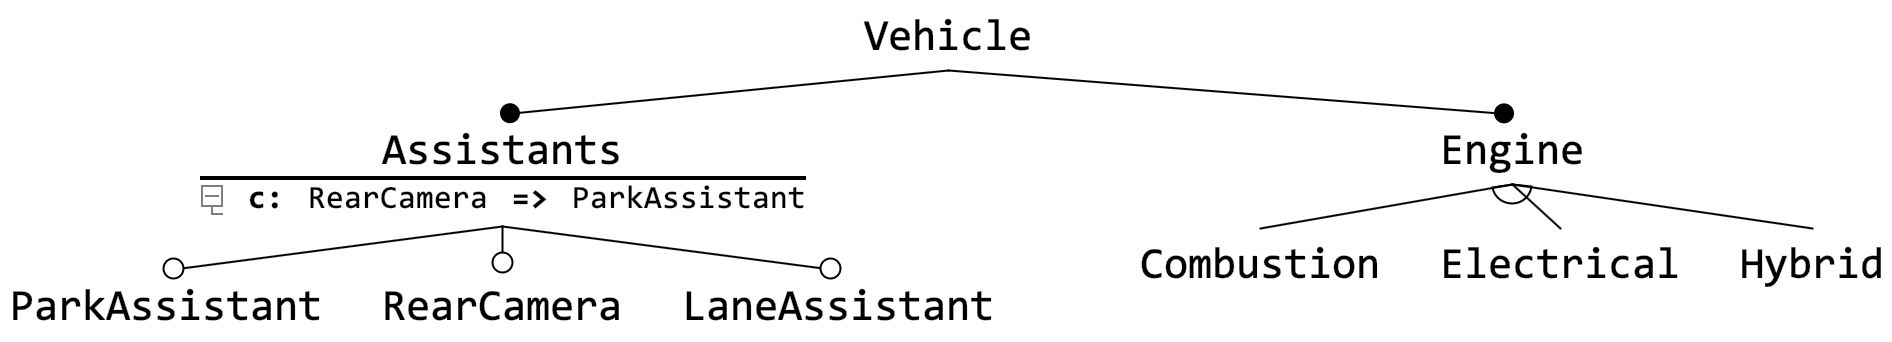 Vehicle
Assistants
c: RearCamera => ParkAssistant
ParkAssistant
RearCamera
LaneAssistant
Engine
Combustion
Electrical
Hybrid